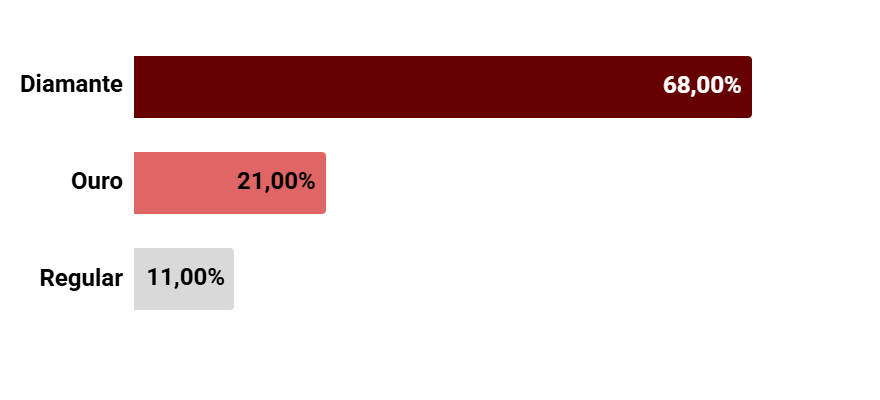 Diamante 68,00%
Ouro 21,00%
Regular 11,00%